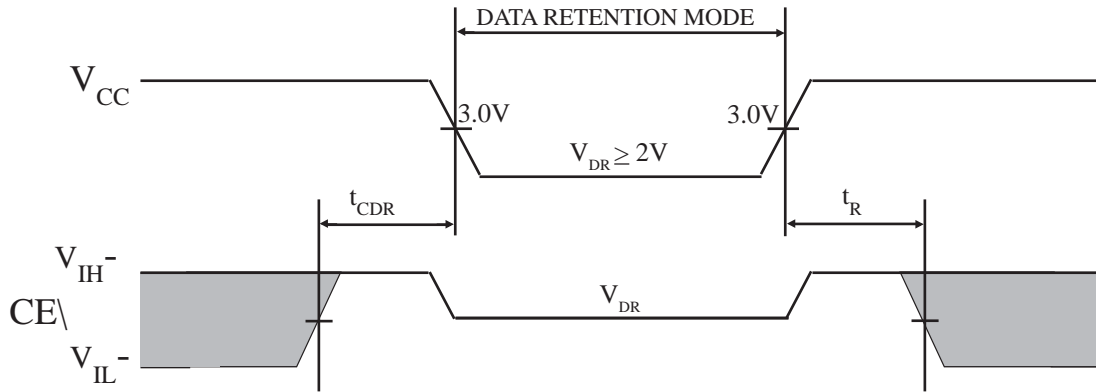 DATA RETENTION MODE
V_CC
3.0V
3.0V
V_DR ≥ 2V
t_CDR
t_R
V_IH -
V_DR
CE\
V_IL -